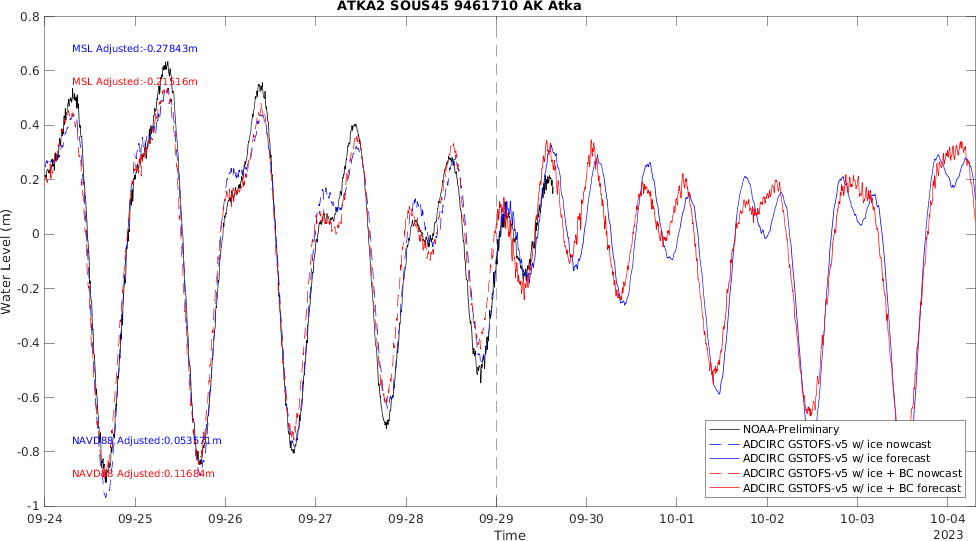 ATKA2 SOUS45 9461710 AK Atka
0.8
0.6
0.4
0.2
0
-0.2
-0.4
-0.6
-0.8
-1
Water Level (m)
MSL Adjusted:-0.27843m
MSL Adjusted:-0.21516m
NAVD88 Adjusted:0.053571m
NAVD88 Adjusted:0.11684m
NOAA-Preliminary
ADCIRC GSTOFS-v5 w/ ice nowcast
ADCIRC GSTOFS-v5 w/ ice forecast
ADCIRC GSTOFS-v5 w/ ice + BC nowcast
ADCIRC GSTOFS-v5 w/ ice + BC forecast
09-24 09-25 09-26 09-27 09-28 09-29 09-30 10-01 10-02 10-03 10-04
Time
2023